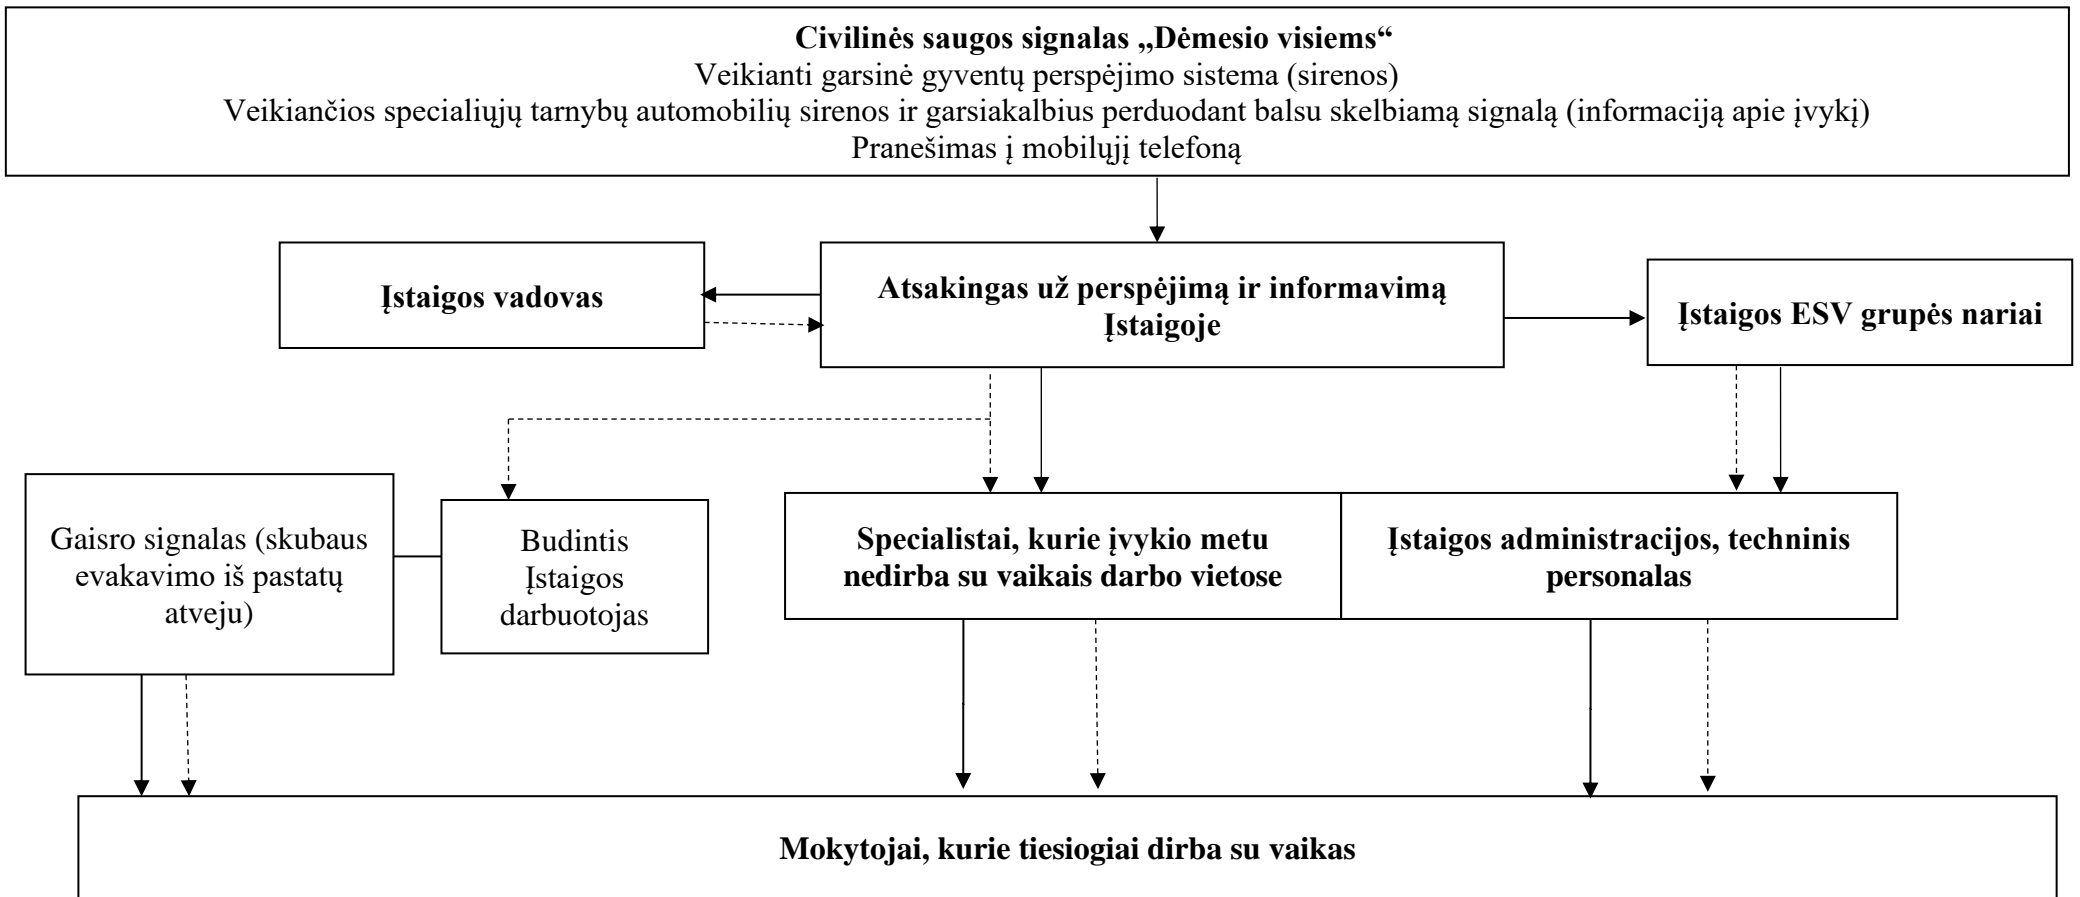 Civilinės saugos signalas „Dėmesio visiems“
Veikianti garsinė gyventų perspėjimo sistema (sirenos)
Veikiančios specialiųjų tarnybų automobilių sirenos ir garsiakalbius perduodant balsu skelbiamą signalą (informaciją apie įvykį)
Pranešimas į mobilųjį telefoną
Įstaigos vadovas
Atsakingas už perspėjimą ir informavimą
Įstaigoje
Įstaigos ESV grupės nariai
Gaisro signalas (skubaus
evakavimo iš pastatų
atveju)
Budintis
Įstaigos
darbuotojas
Specialistai, kurie įvykio metu
nedirba su vaikais darbo vietose
Įstaigos administracijos, techninis
personalas
Mokytojai, kurie tiesiogiai dirba su vaikas